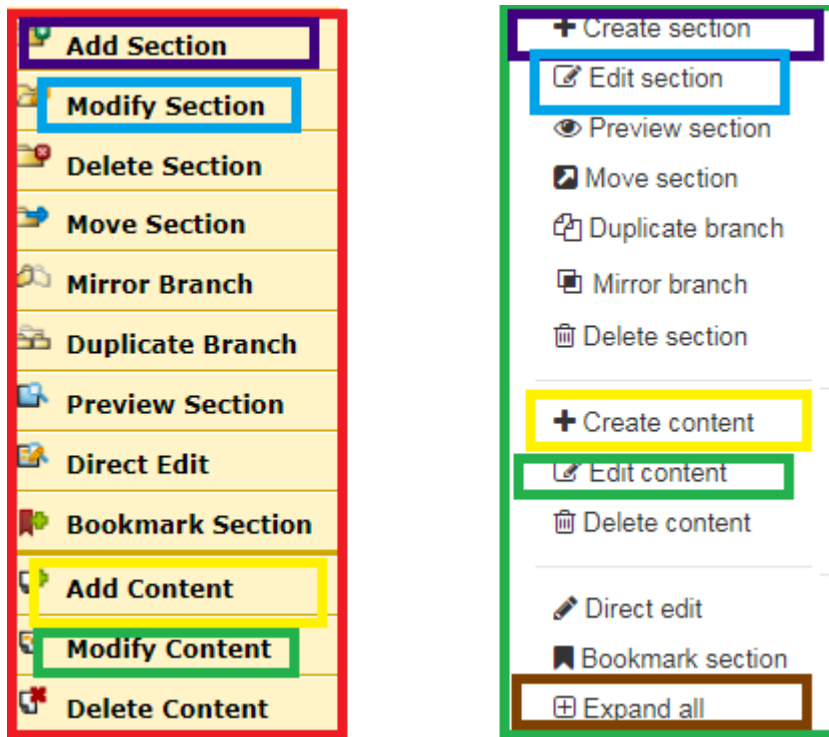 Add Section
Modify Section
Delete Section
Move Section
Mirror Branch
Duplicate Branch
Preview Section
Direct Edit
Bookmark Section
Add Content
Modify Content
Delete Content
Create section
Edit section
Preview section
Move section
Duplicate branch
Mirror branch
Delete section
Create content
Edit content
Delete content
Direct edit
Bookmark section
Expand all